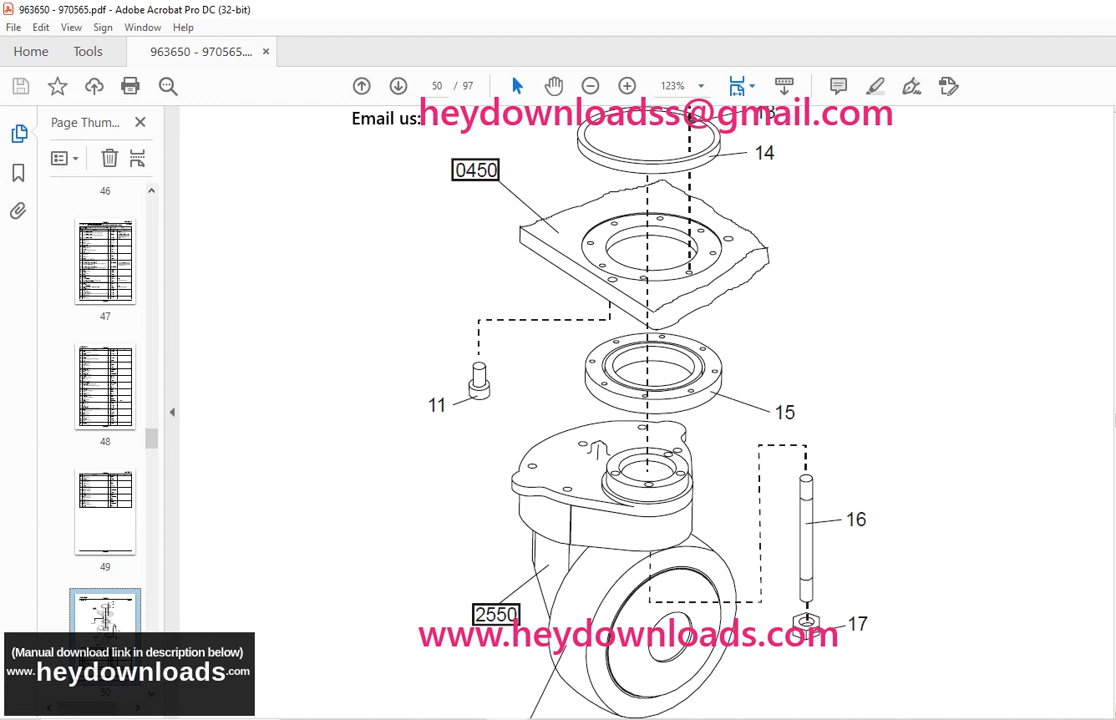 963650 - 970565.pdf - Adobe Acrobat Pro DC (32-bit)
File Edit View Sign Window Help
Home Tools 963650 - 970565.... ×
50 / 97 123%
Page Thum...
46
47
48
49
50
Email us:heydownloadss@gmail.com
13
14
0450
11
15
16
2550
17
www.heydownloads.com
(Manual download link in description below)
www.heydownloads.com